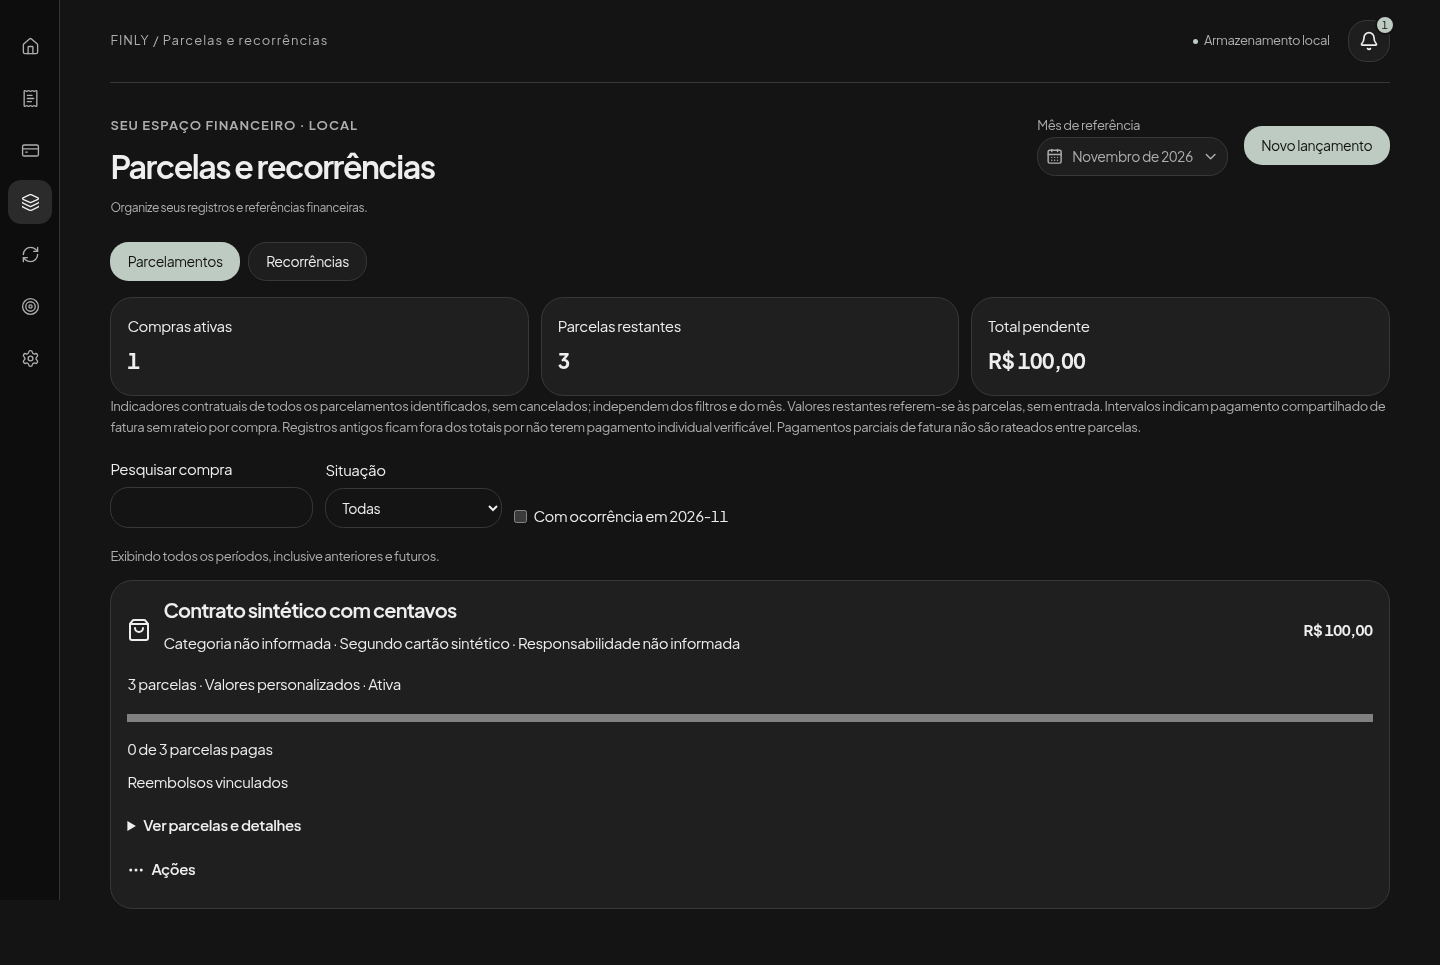 FINLY / Parcelas e recorrências
Armazenamento local
1
SEU ESPAÇO FINANCEIRO · LOCAL
Parcelas e recorrências
Organize seus registros e referências financeiras.
Mês de referência
Novembro de 2026
Novo lançamento
Parcelamentos
Recorrências
Compras ativas
1
Parcelas restantes
3
Total pendente
R$ 100,00
Indicadores contratuais de todos os parcelamentos identificados, sem cancelados; independem dos filtros e do mês. Valores restantes referem-se às parcelas, sem entrada. Intervalos indicam pagamento compartilhado de
fatura sem rateio por compra. Registros antigos ficam fora dos totais por não terem pagamento individual verificável. Pagamentos parciais de fatura não são rateados entre parcelas.
Pesquisar compra
Situação
Todas
Com ocorrência em 2026-11
Exibindo todos os períodos, inclusive anteriores e futuros.
Contrato sintético com centavos
Categoria não informada · Segundo cartão sintético · Responsabilidade não informada
R$ 100,00
3 parcelas · Valores personalizados · Ativa
0 de 3 parcelas pagas
Reembolsos vinculados
Ver parcelas e detalhes
Ações